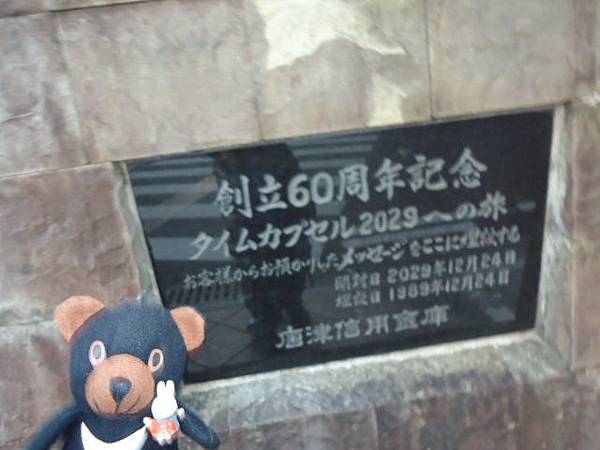 創立60周年記念
タイムカプセル2029への旅
お客様からお預かりしたメッセージをここに埋設する
開封日 2029年12月24日
埋設日 1989年12月24日
唐津信用金庫